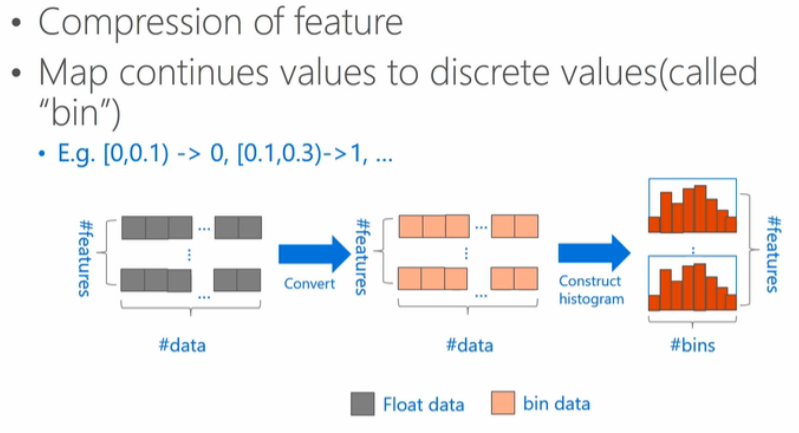 • Compression of feature
• Map continues values to discrete values(called
“bin”)
• E.g. [0,0.1) -> 0, [0.1,0.3)->1, ...
#features
...
...
...
#data
Convert
#features
...
...
...
#data
Construct
histogram
...
#features
#bins
Float data
bin data